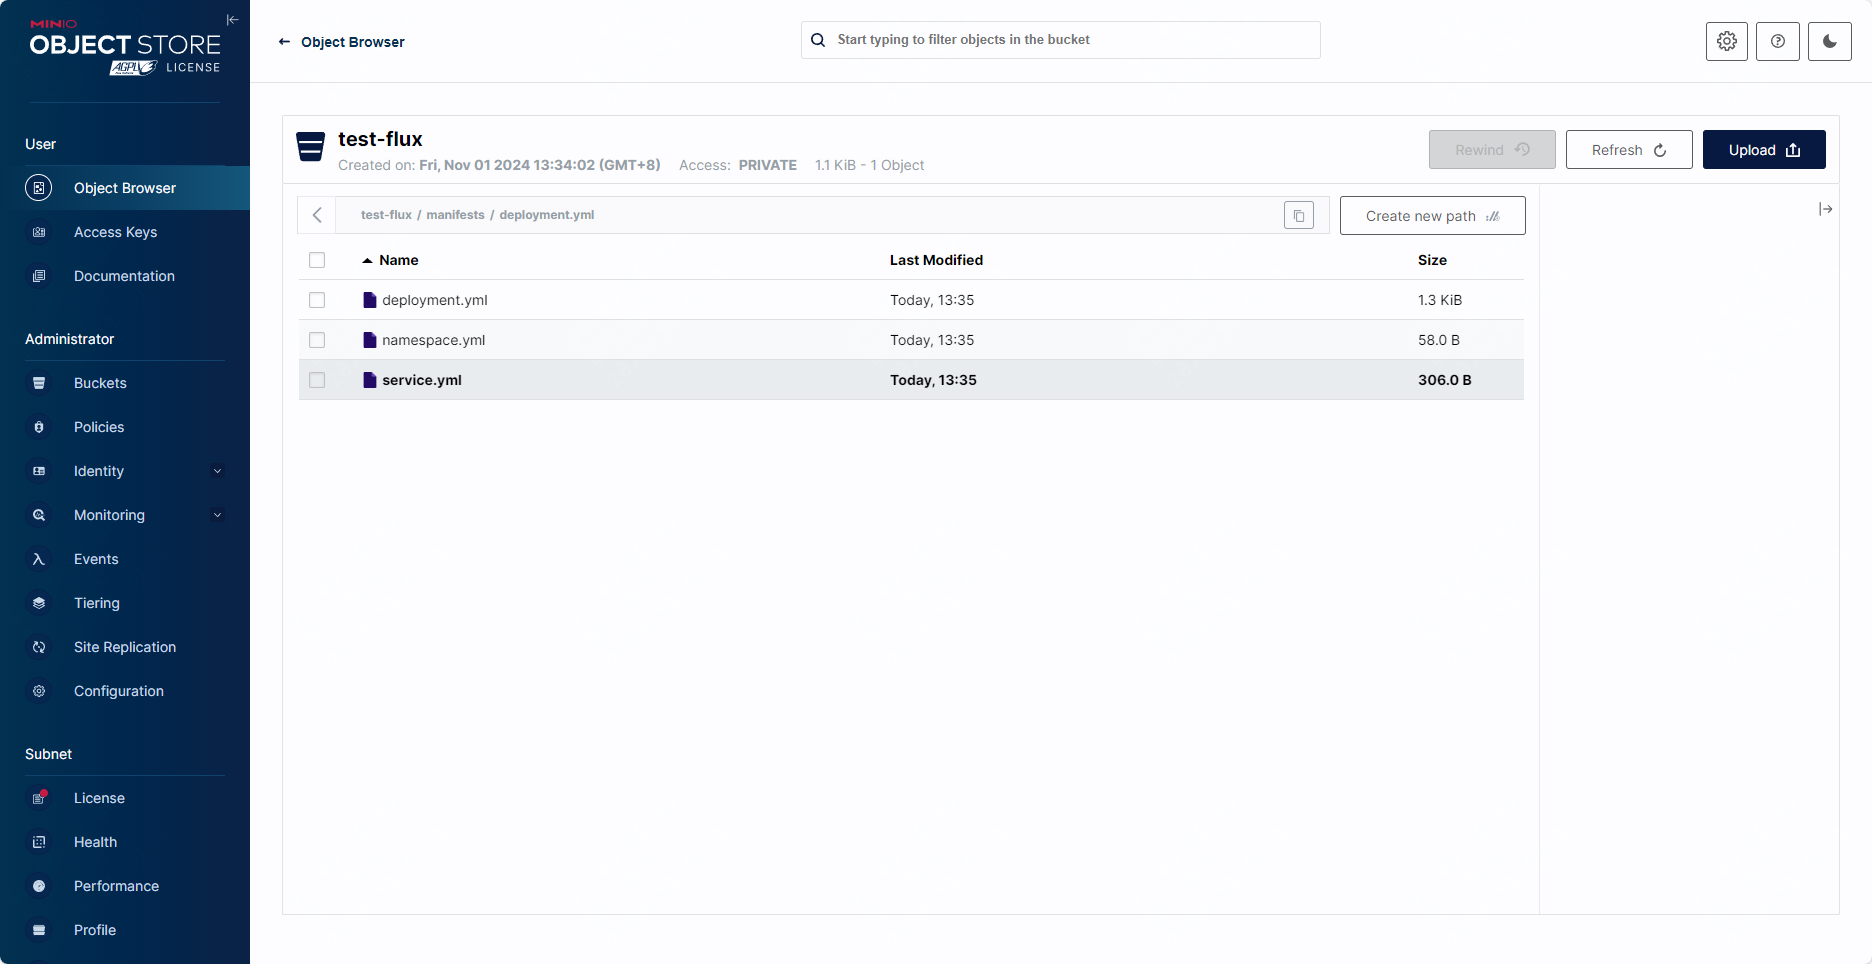 MINIO
OBJECT STORE
AGPLv3 LICENSE
User
Object Browser
Access Keys
Documentation
Administrator
Buckets
Policies
Identity
Monitoring
Events
Tiering
Site Replication
Configuration
Subnet
License
Health
Performance
Profile
← Object Browser
Start typing to filter objects in the bucket
test-flux
Created on: Fri, Nov 01 2024 13:34:02 (GMT+8) Access: PRIVATE 1.1 KiB - 1 Object
Rewind
Refresh
Upload
test-flux / manifests / deployment.yml
Create new path
Name Last Modified Size
deployment.yml Today, 13:35 1.3 KiB
namespace.yml Today, 13:35 58.0 B
service.yml Today, 13:35 306.0 B